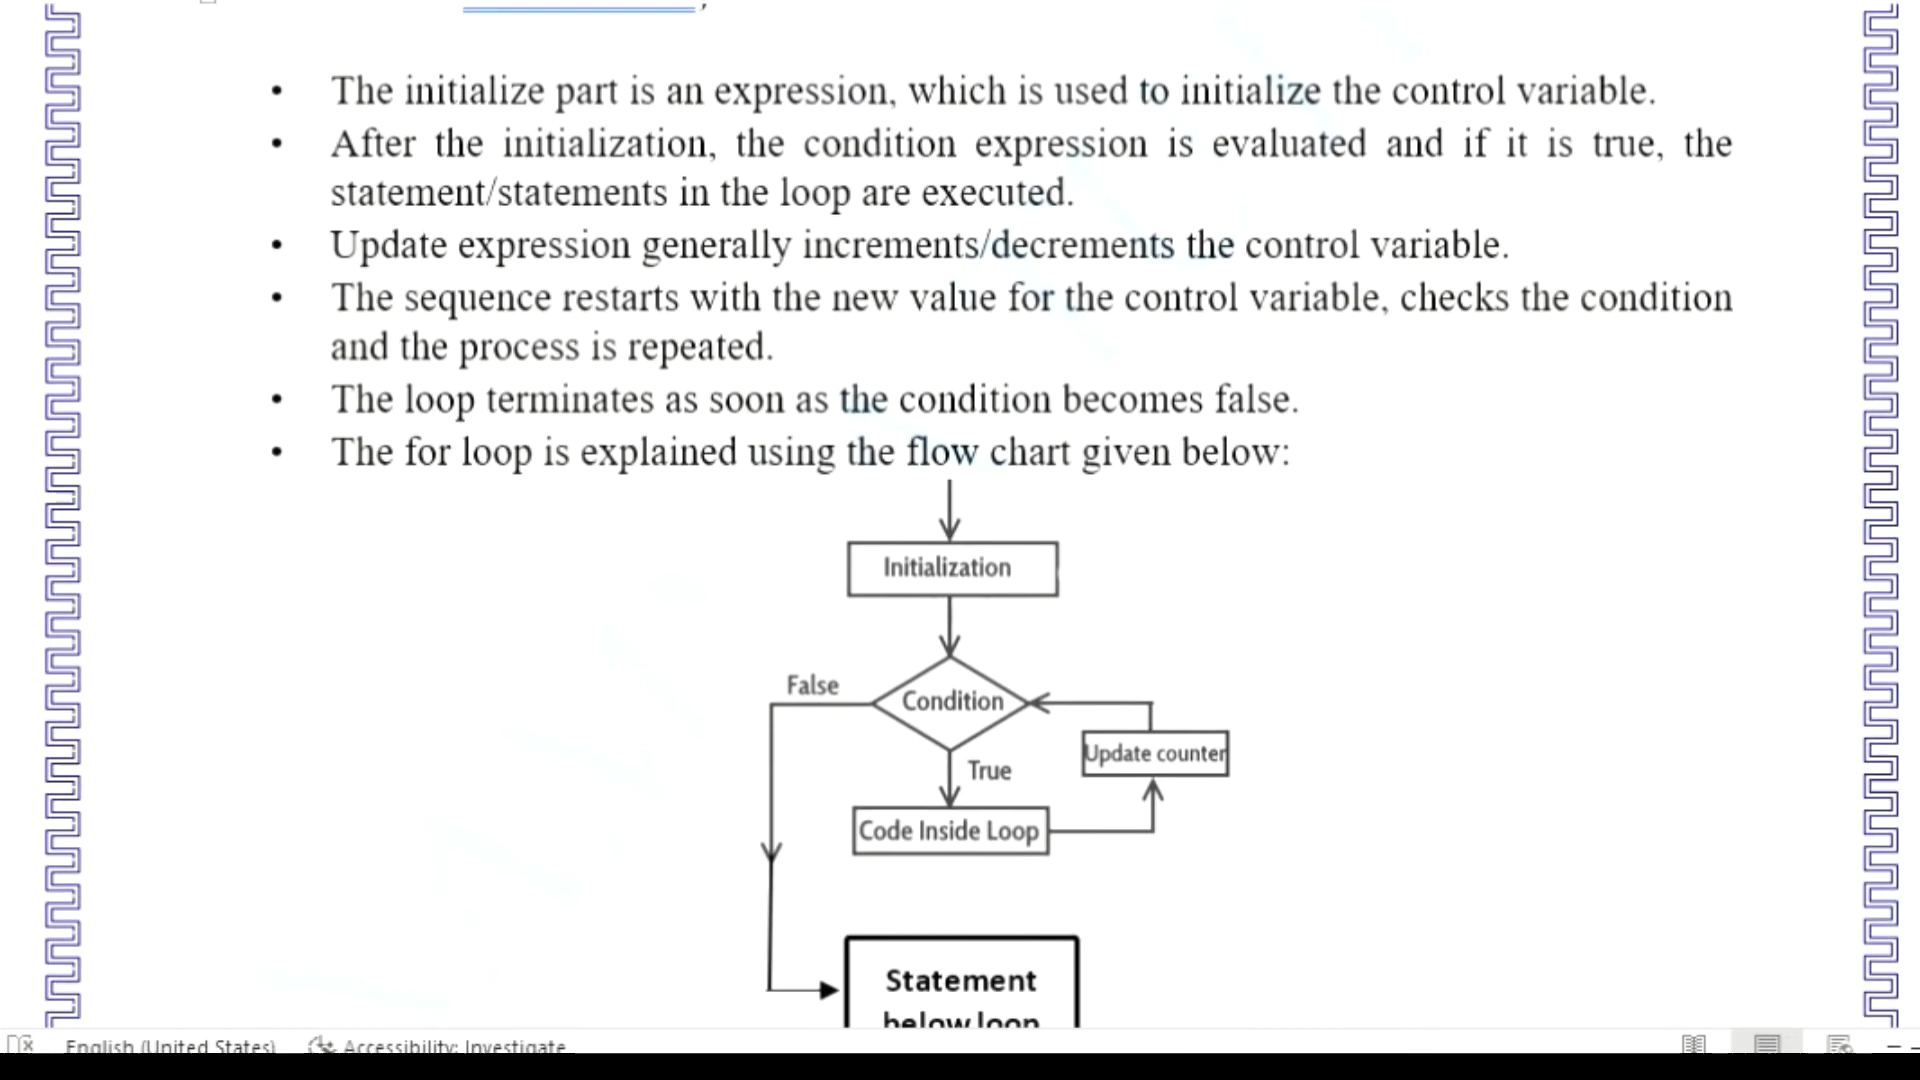 • The initialize part is an expression, which is used to initialize the control variable.
• After the initialization, the condition expression is evaluated and if it is true, the
statement/statements in the loop are executed.
• Update expression generally increments/decrements the control variable.
• The sequence restarts with the new value for the control variable, checks the condition
and the process is repeated.
• The loop terminates as soon as the condition becomes false.
• The for loop is explained using the flow chart given below:
Initialization
False
Condition
Update counter
True
Code Inside Loop
Statement
below loop
English (United States) Accessibility: Investigate